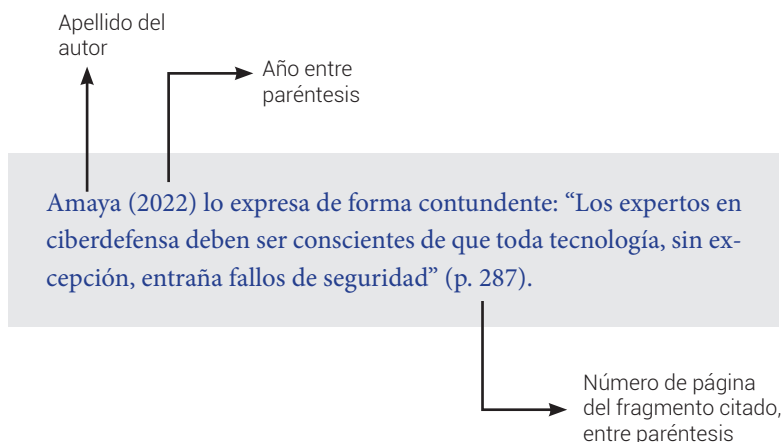 Apellido del
autor
Año entre
paréntesis
Amaya (2022) lo expresa de forma contundente: “Los expertos en
ciberdefensa deben ser conscientes de que toda tecnología, sin ex-
cepción, entraña fallos de seguridad” (p. 287).
Número de página
del fragmento citado,
entre paréntesis